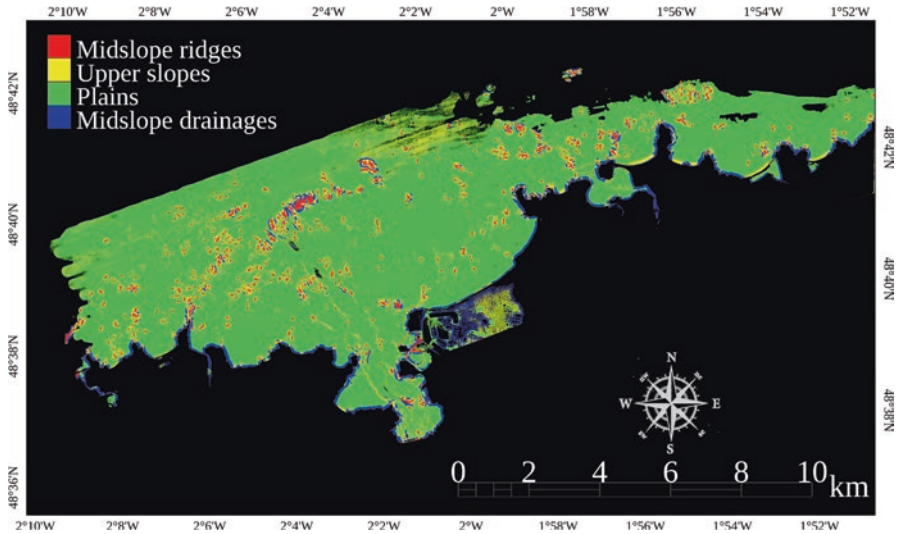 2°10'W 2°8'W 2°6'W 2°4'W 2°2'W 2°W 1°58'W 1°56'W 1°54'W 1°52'W
Midslope ridges
Upper slopes
Plains
Midslope drainages
48°42'N
48°40'N
48°38'N
48°36'N
48°42'N
48°40'N
48°38'N
N
W E
S
0 2 4 6 8 10
km
2°10'W 2°8'W 2°6'W 2°4'W 2°2'W 2°W 1°58'W 1°56'W 1°54'W 1°52'W